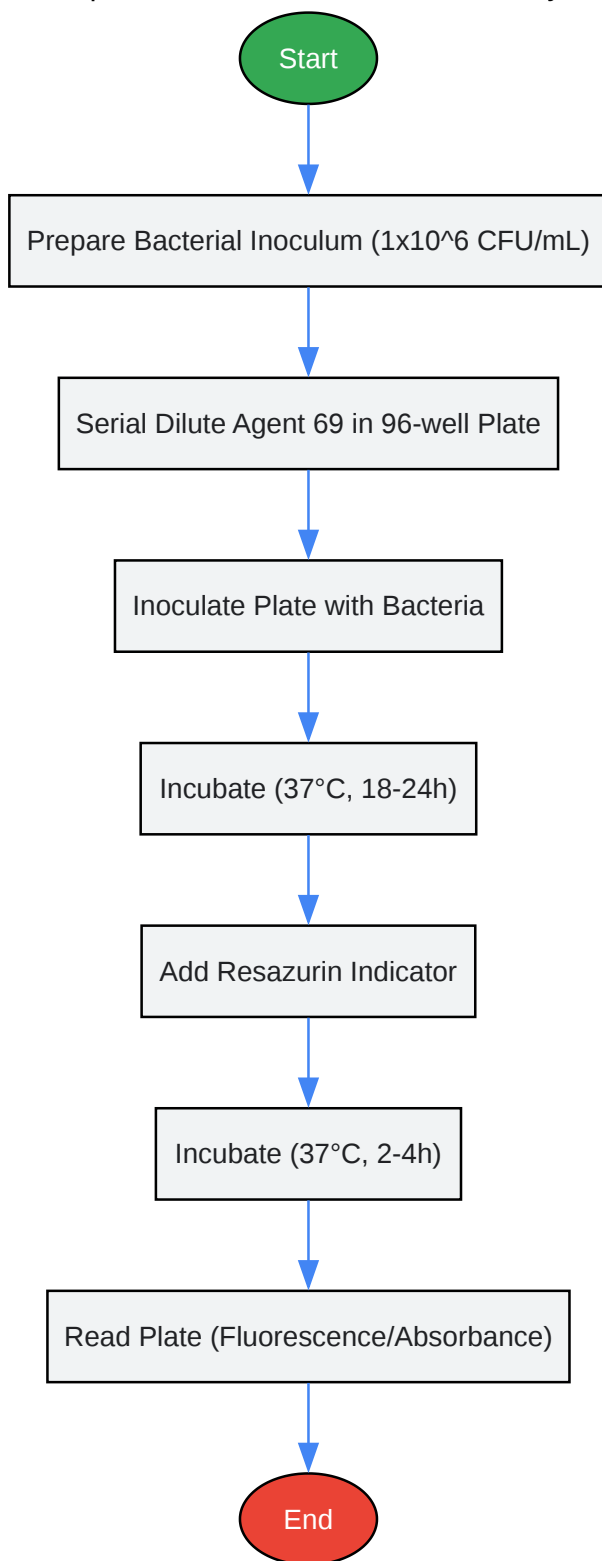 Start
Prepare Bacterial Inoculum (1x10^6 CFU/mL)
Serial Dilute Agent 69 in 96-well Plate
Inoculate Plate with Bacteria
Incubate (37°C, 18-24h)
Add Resazurin Indicator
Incubate (37°C, 2-4h)
Read Plate (Fluorescence/Absorbance)
End